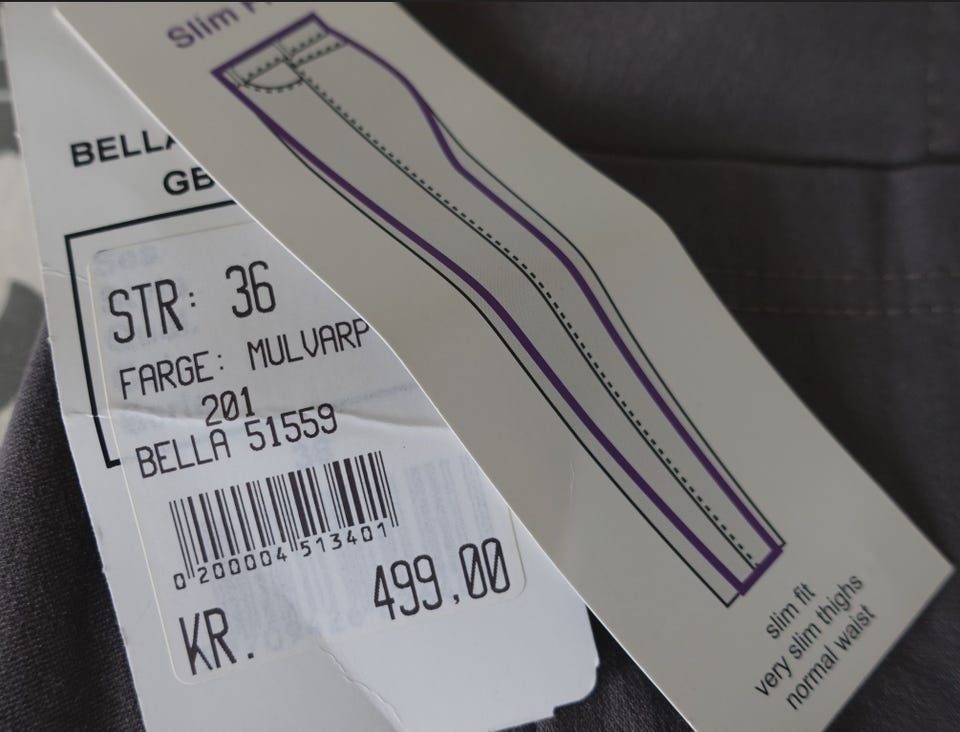 Slim
BELLA
GB
STR: 36
FARGE: MULVARP
201
BELLA 51559
0 200004 513401
KR. 499,00
slim fit
very slim thighs
normal waist